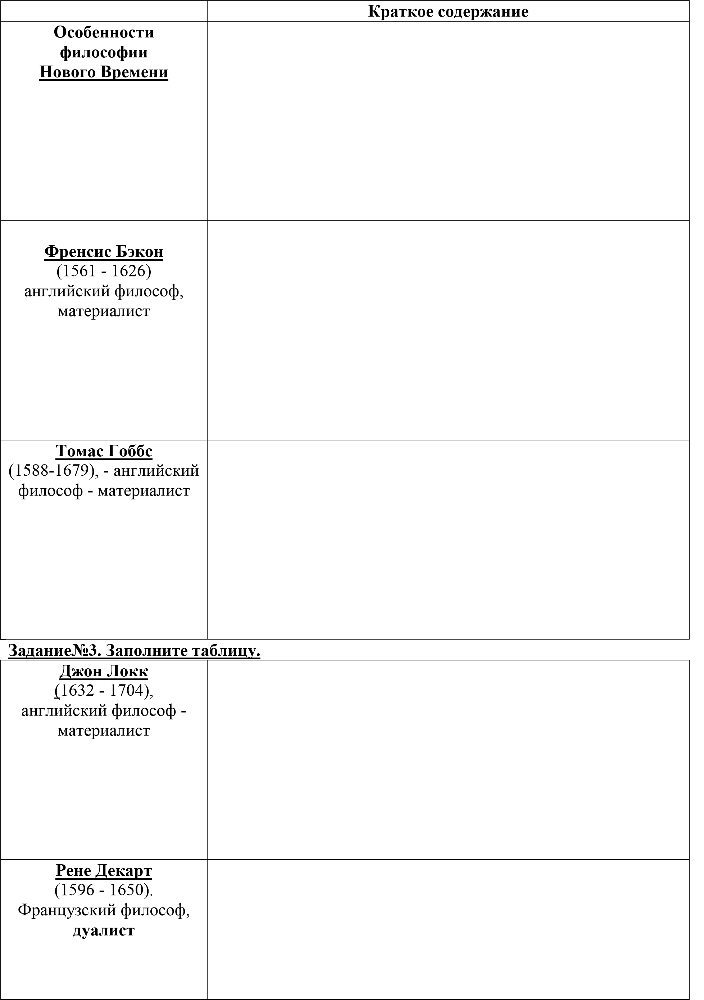 Краткое содержание
Особенности
философии
Нового Времени
Френсис Бэкон
(1561 - 1626)
английский философ,
материалист
Томас Гоббс
(1588-1679), - английский
философ - материалист
Задание№3. Заполните таблицу.
Джон Локк
(1632 - 1704),
английский философ -
материалист
Рене Декарт
(1596 - 1650).
Французский философ,
дуалист